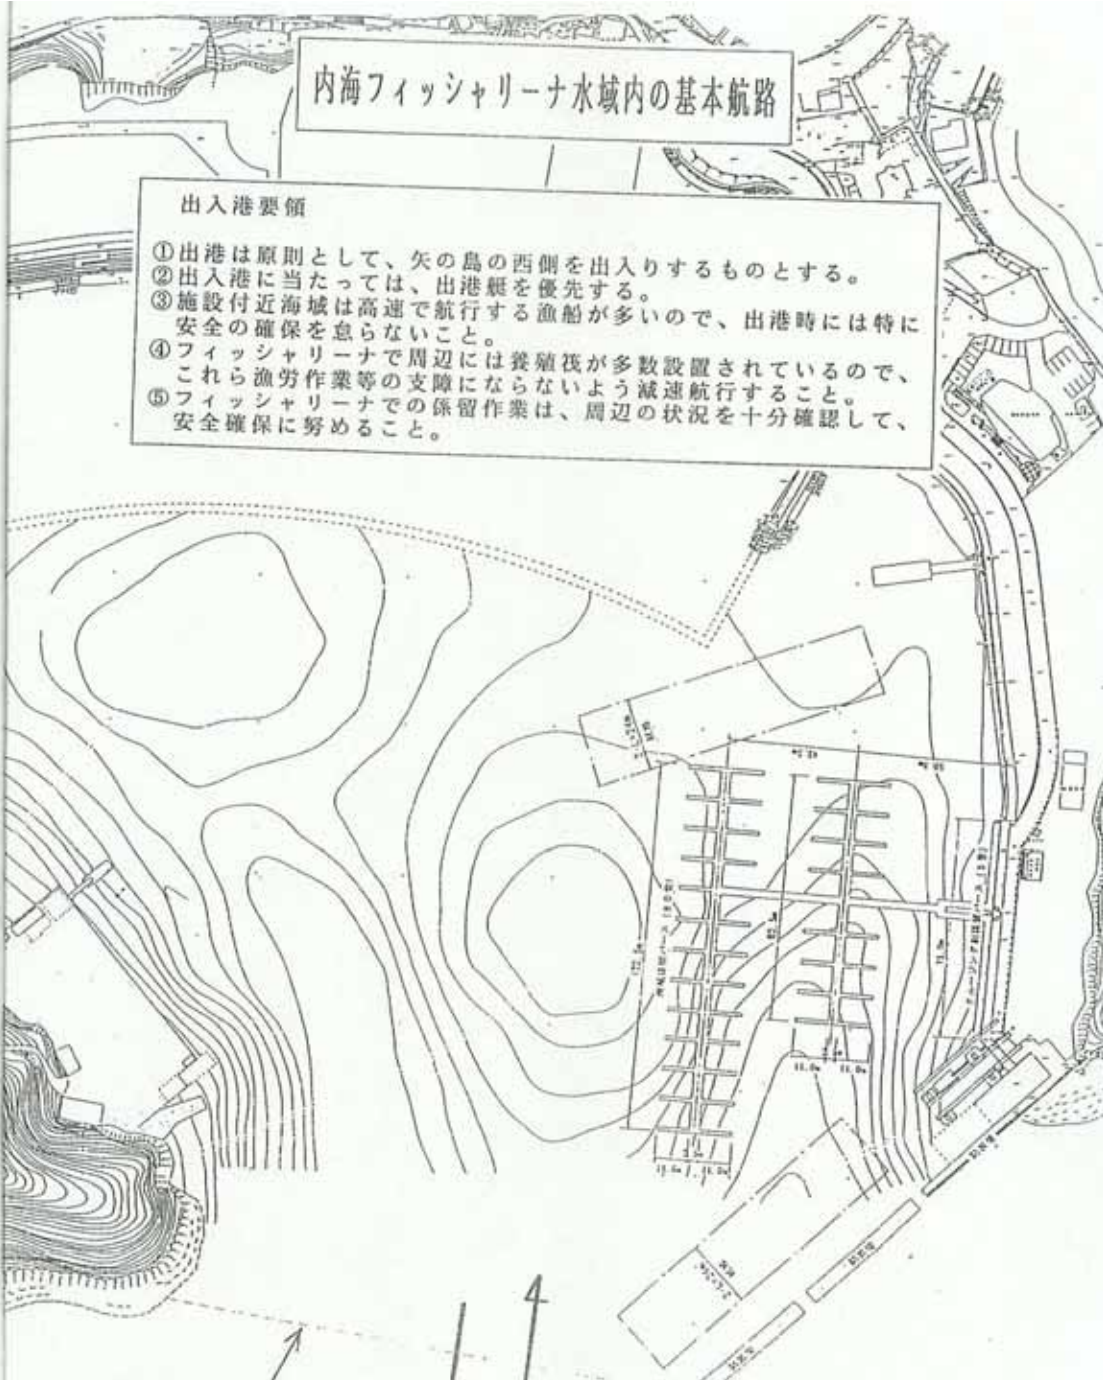 内海フィッシャリーナ水域内の基本航路
出入港要領
①出港は原則として、矢の島の西側を出入りするものとする。
②出入港に当たっては、出港艇を優先する。
③施設付近海域は高速で航行する漁船が多いので、出港時には特に
安全の確保を怠らないこと。
④フィッシャリーナで周辺には養殖筏が多数設置されているので、
これら漁労作業等の支障にならないよう減速航行すること。
⑤フィッシャリーナでの係留作業は、周辺の状況を十分確認して、
安全確保に努めること。
11.0m
11.0m
11.0m